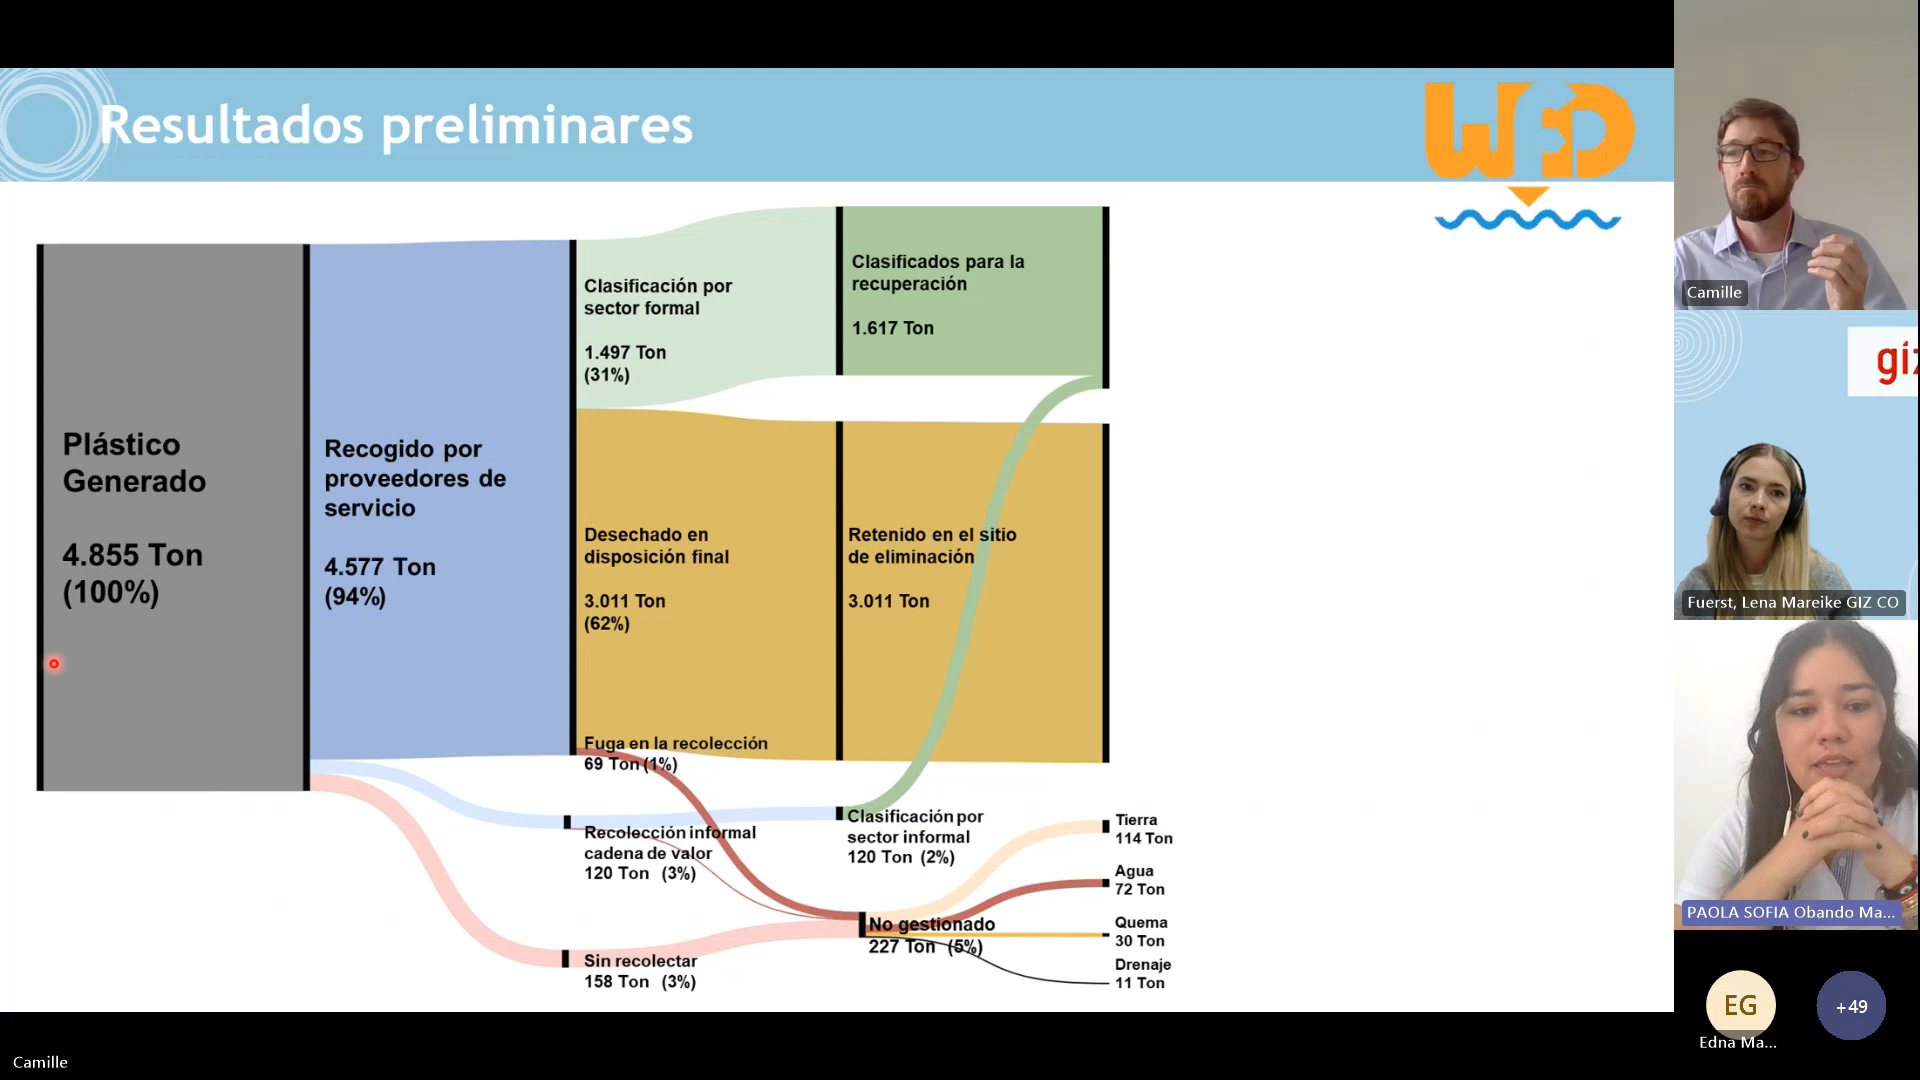 Resultados preliminares
WFD
Plástico
Generado
4.855 Ton
(100%)
Recogido por
proveedores de
servicio
4.577 Ton
(94%)
Clasificación por
sector formal
1.497 Ton
(31%)
Desechado en
disposición final
3.011 Ton
(62%)
Fuga en la recolección
69 Ton (1%)
Recolección informal
cadena de valor
120 Ton (3%)
Sin recolectar
158 Ton (3%)
Clasificados para la
recuperación
1.617 Ton
Retenido en el sitio
de eliminación
3.011 Ton
Clasificación por
sector informal
120 Ton (2%)
No gestionado
227 Ton (5%)
Tierra
114 Ton
Agua
72 Ton
Quema
30 Ton
Drenaje
11 Ton
Camille
giz
Fuerst, Lena Mareike GIZ CO
PAOLA SOFIA Obando Ma...
EG
+49
Edna Ma...
Camille